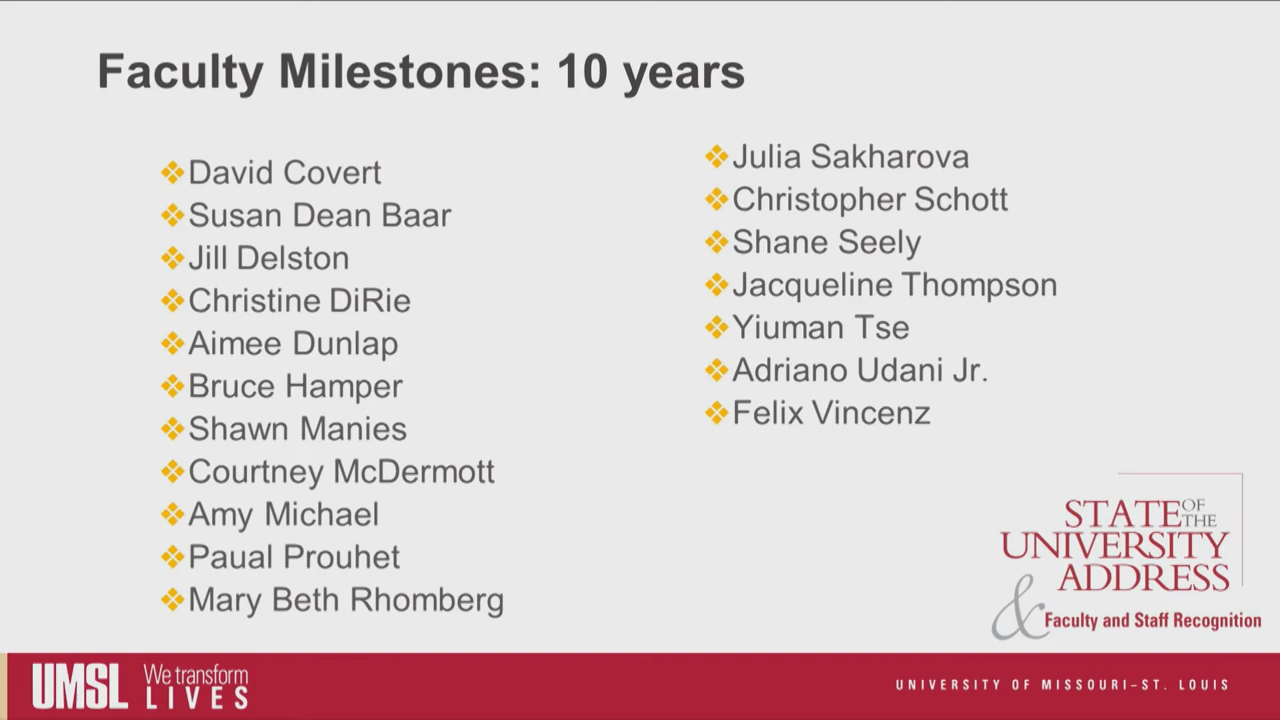 Faculty Milestones: 10 years
David Covert
Susan Dean Baar
Jill Delston
Christine DiRie
Aimee Dunlap
Bruce Hamper
Shawn Manies
Courtney McDermott
Amy Michael
Paual Prouhet
Mary Beth Rhomberg
Julia Sakharova
Christopher Schott
Shane Seely
Jacqueline Thompson
Yiuman Tse
Adriano Udani Jr.
Felix Vincenz
STATE OF THE
UNIVERSITY
ADDRESS
& Faculty and Staff Recognition
UMSL We transform
LIVES
UNIVERSITY OF MISSOURI–ST. LOUIS